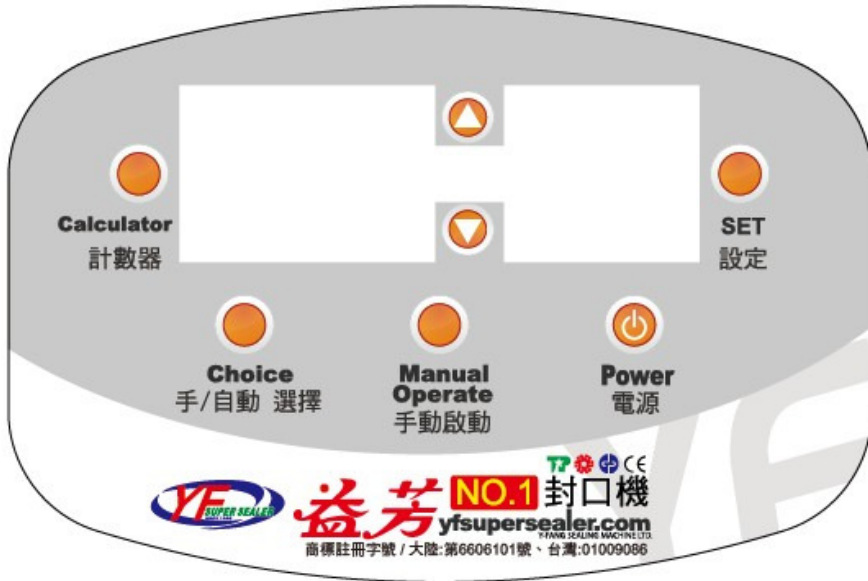 Calculator
計數器
SET
設定
Choice
手/自動 選擇
Manual
Operate
手動啟動
Power
電源
YF
SUPER SEALER
益芳 NO.1 封口機
yfsupersealer.com
Y-FANG SEALING MACHINE LTD.
商標註冊字號 / 大陸:第6606101號、台灣:01009086
YF